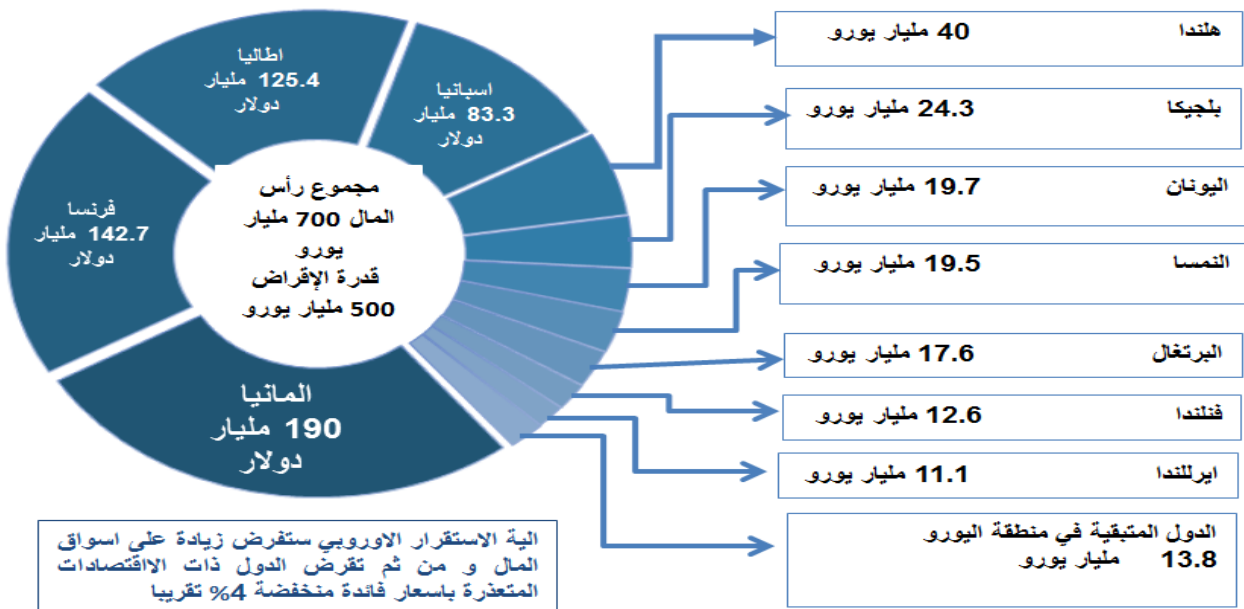 اطاليا
125.4 مليار
دولار
اسبانيا
83.3 مليار
دولار
فرنسا
142.7 مليار
دولار
المانيا
190 مليار
دولار
مجموع رأس
المال 700 مليار
يورو
قدرة الإقراض
500 مليار يورو
هلندا 40 مليار يورو
بلجيكا 24.3 مليار يورو
اليونان 19.7 مليار يورو
النمسا 19.5 مليار يورو
البرتغال 17.6 مليار يورو
فنلندا 12.6 مليار يورو
ايرللندا 11.1 مليار يورو
الدول المتبقية في منطقة اليورو
13.8 مليار يورو
الية الاستقرار الاوروبي ستفرض زيادة على اسواق
المال و من ثم تقرض الدول ذات الااقتصادات
المتعذرة باسعار فائدة منخفضة 4% تقريبا